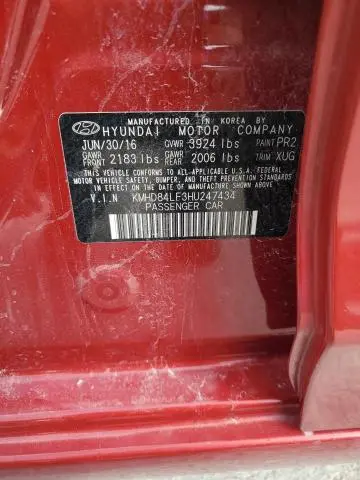 MANUFACTURED IN KOREA BY
HYUNDAI MOTOR COMPANY
JUN/30/16 GVWR 3924 lbs PAINT PR2
GAWR FRONT 2183 lbs GAWR REAR 2006 lbs TRIM XUG
THIS VEHICLE CONFORMS TO ALL-APPLICABLE U.S.A. FEDERAL
MOTOR VEHICLE SAFETY, BUMPER, AND THEFT PREVENTION STANDARDS
IN EFFECT ON THE DATE OF MANUFACTURE SHOWN ABOVE.
V.I.N KMHD84LF3HU247434
PASSENGER CAR